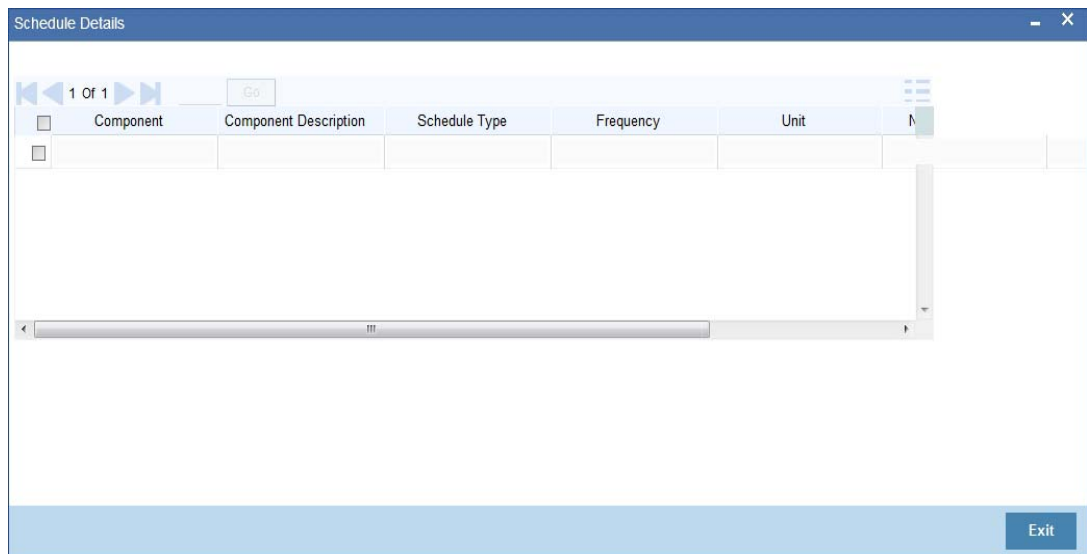 Schedule Details
1 Of 1 Go
Component Component Description Schedule Type Frequency Unit
Exit